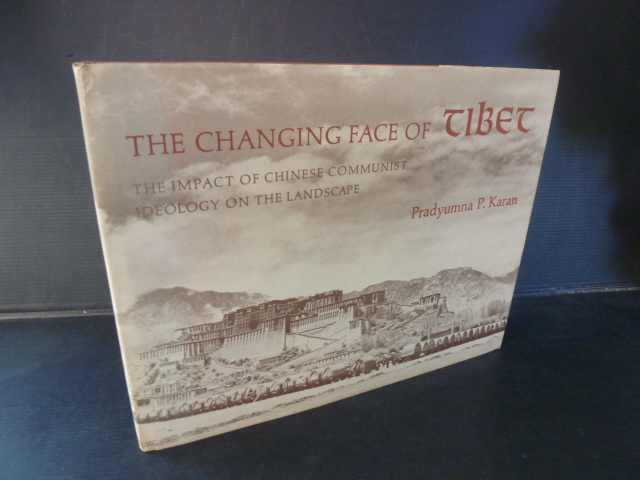 THE CHANGING FACE OF TIBET
THE IMPACT OF CHINESE COMMUNIST
IDEOLOGY ON THE LANDSCAPE
Pradyumna P. Karan